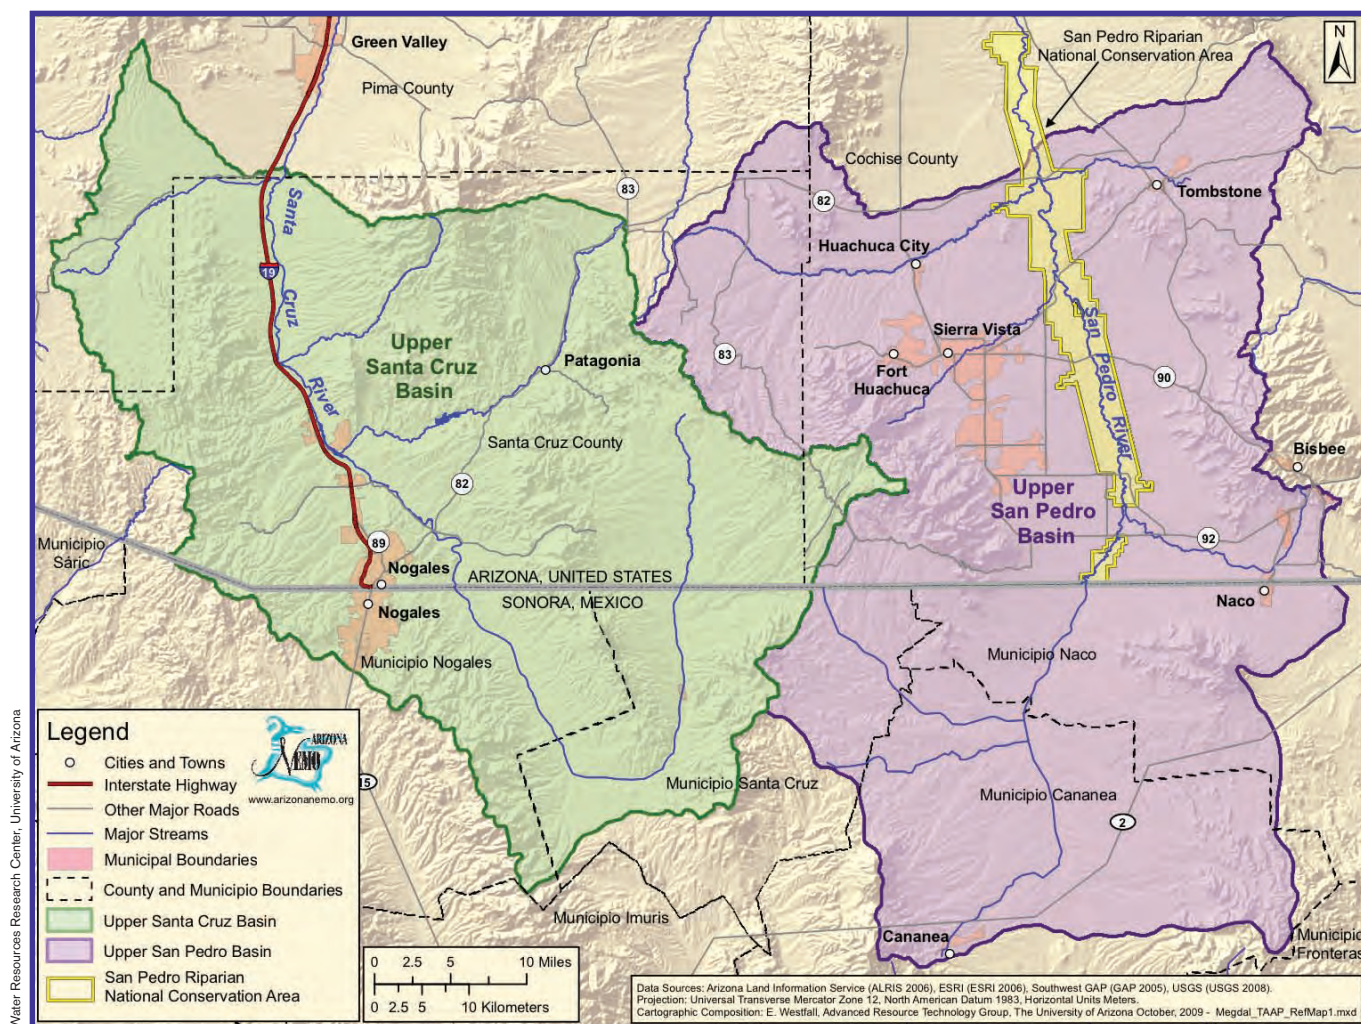 Green Valley
Pima County
San Pedro Riparian
National Conservation Area
N
Cochise County
83
82
Tombstone
Santa
Huachuca City
19
Cruz
Sierra Vista
San
Upper
Santa Cruz
Basin
Patagonia
83
Fort
Huachuca
Pedro
90
River
Santa Cruz County
River
Bisbee
82
Upper
San Pedro
Basin
Municipio
Sáric
89
92
Nogales
ARIZONA, UNITED STATES
SONORA, MEXICO
Nogales
Naco
Municipio Nogales
Municipio Naco
Legend
ARIZONA
NEMO
www.arizonanemo.org
Cities and Towns
Interstate Highway
Other Major Roads
Major Streams
Municipal Boundaries
County and Municipio Boundaries
Upper Santa Cruz Basin
Upper San Pedro Basin
San Pedro Riparian
National Conservation Area
15
Municipio Santa Cruz
Municipio Cananea
2
Municipio Imuris
Cananea
Municipio
Fronteras
0 2.5 5 10 Miles
0 2.5 5 10 Kilometers
Data Sources: Arizona Land Information Service (ALRIS 2006), ESRI (ESRI 2006), Southwest GAP (GAP 2005), USGS (USGS 2008).
Projection: Universal Transverse Mercator Zone 12, North American Datum 1983, Horizontal Units Meters.
Cartographic Composition: E. Westfall, Advanced Resource Technology Group, The University of Arizona October, 2009 - Megdal_TAAP_RefMap1.mxd
Water Resources Research Center, University of Arizona